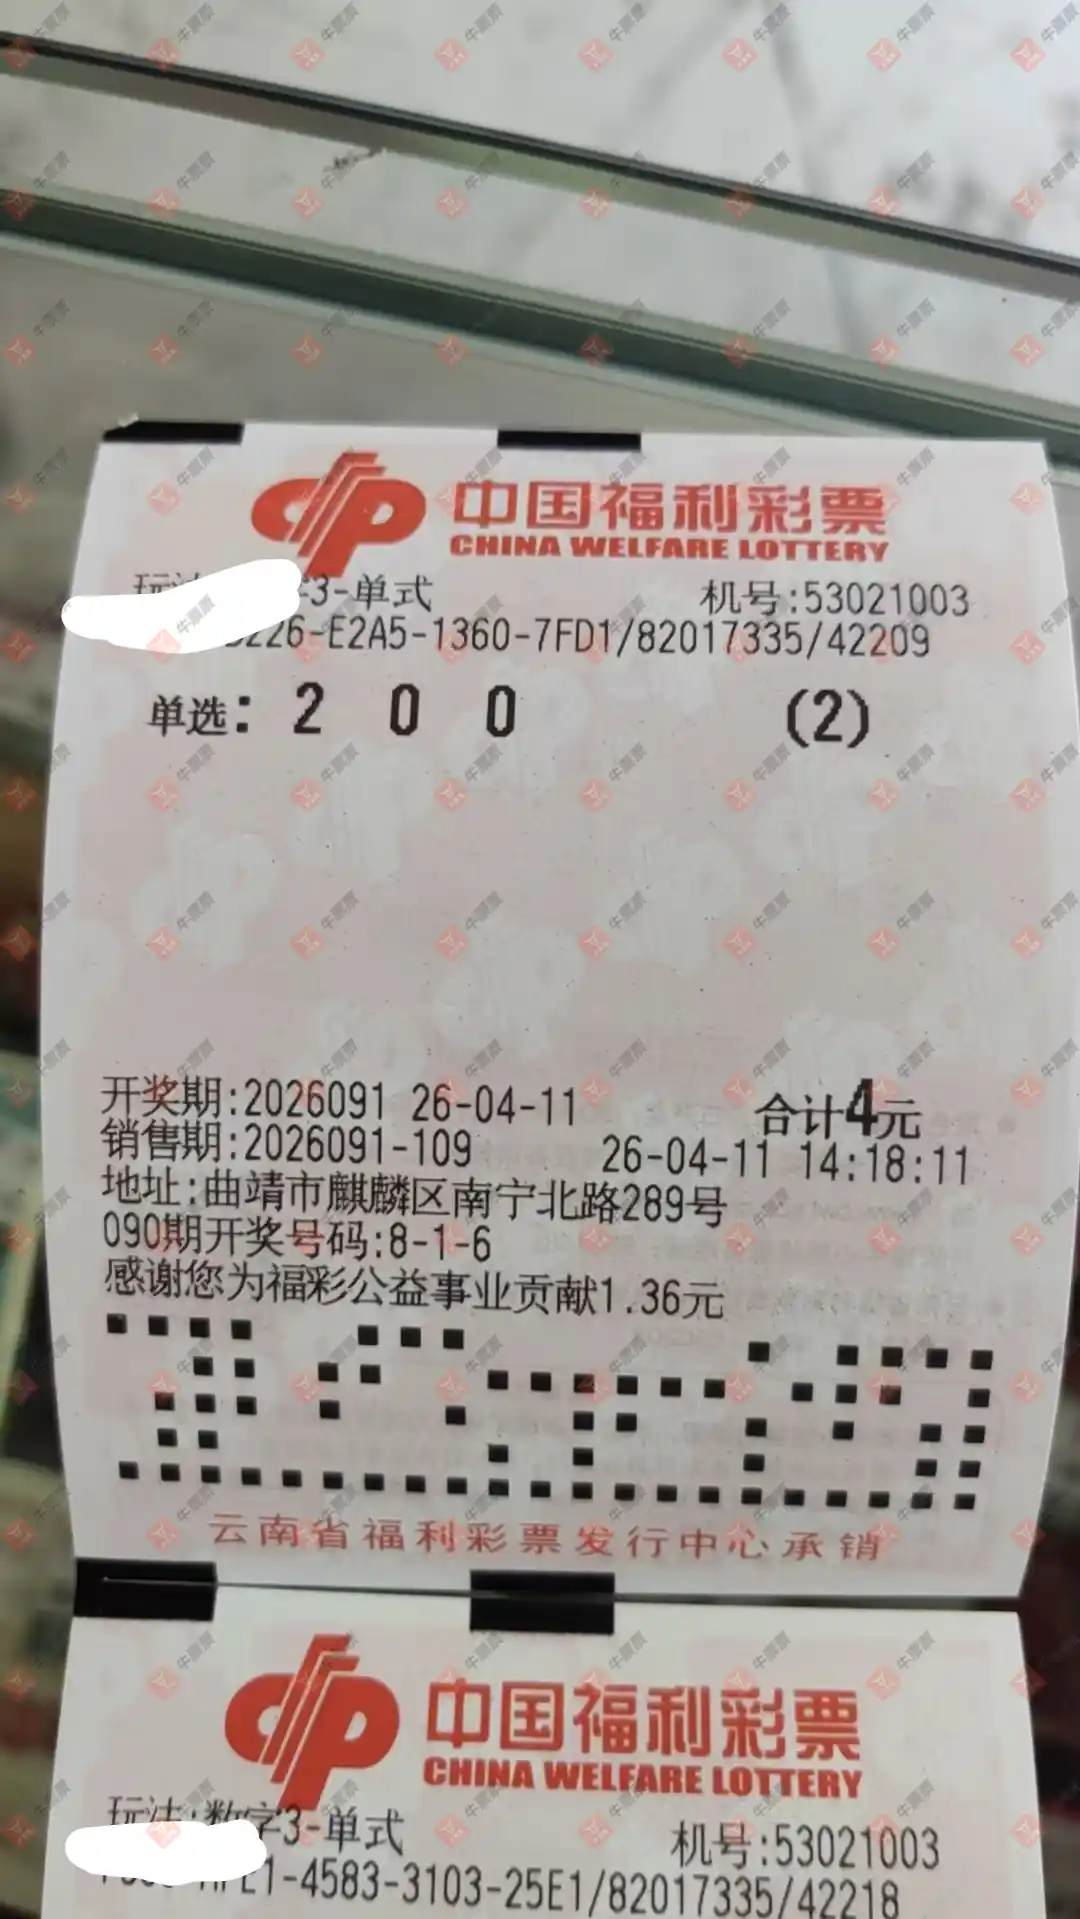 中国福利彩票
CHINA WELFARE LOTTERY
3-单式 机号:53021003
226-E2A5-1360-7FD1/82017335/42209
单选: 2 0 0 (2)
开奖期:2026091 26-04-11 合计4元
销售期:2026091-109 26-04-11 14:18:11
地址:曲靖市麒麟区南宁北路289号
090期开奖号码:8-1-6
感谢您为福彩公益事业贡献1.36元
云南省福利彩票发行中心承销
中国福利彩票
CHINA WELFARE LOTTERY
玩法:数字3-单式 机号:53021003
E1-4583-3103-25E1/82017335/42218
牛票票